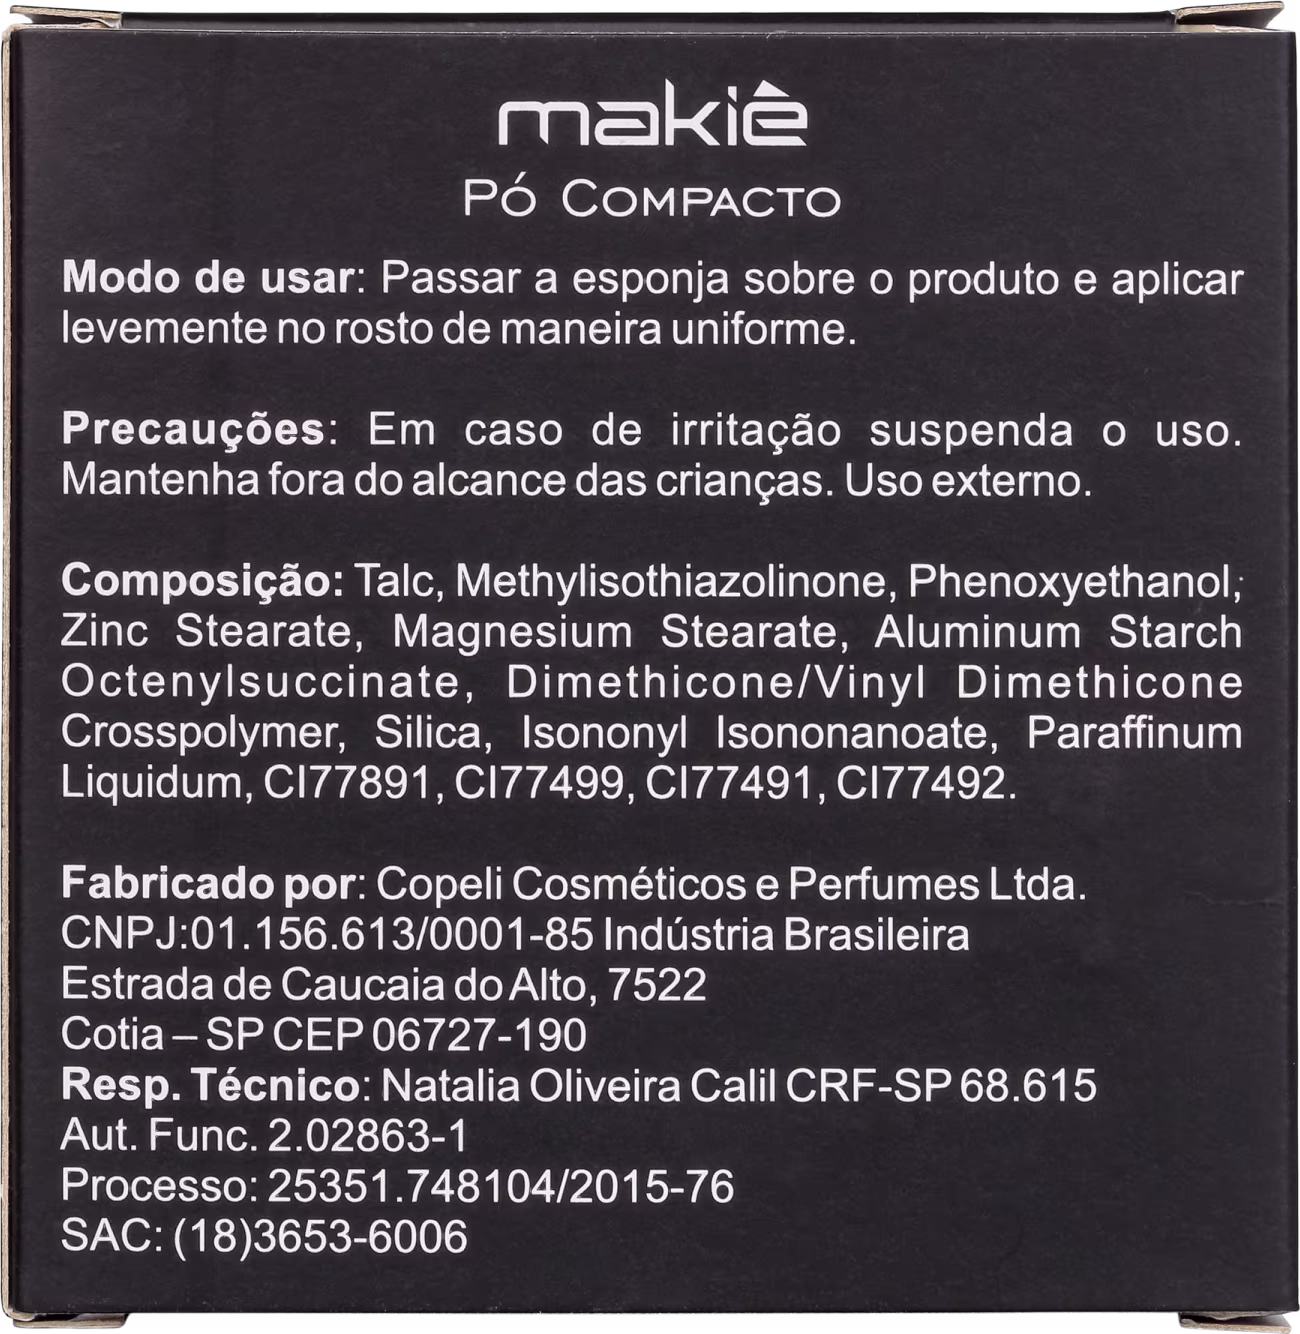 makiê
PÓ COMPACTO
Modo de usar: Passar a esponja sobre o produto e aplicar
levemente no rosto de maneira uniforme.
Precauções: Em caso de irritação suspenda o uso.
Mantenha fora do alcance das crianças. Uso externo.
Composição: Talc, Methylisothiazolinone, Phenoxyethanol,
Zinc Stearate, Magnesium Stearate, Aluminum Starch
Octenylsuccinate, Dimethicone/Vinyl Dimethicone
Crosspolymer, Silica, Isononyl Isononanoate, Paraffinum
Liquidum, CI77891, CI77499, CI77491, CI77492.
Fabricado por: Copeli Cosméticos e Perfumes Ltda.
CNPJ:01.156.613/0001-85 Indústria Brasileira
Estrada de Caucaia do Alto, 7522
Cotia – SP CEP 06727-190
Resp. Técnico: Natalia Oliveira Calil CRF-SP 68.615
Aut. Func. 2.02863-1
Processo: 25351.748104/2015-76
SAC: (18)3653-6006